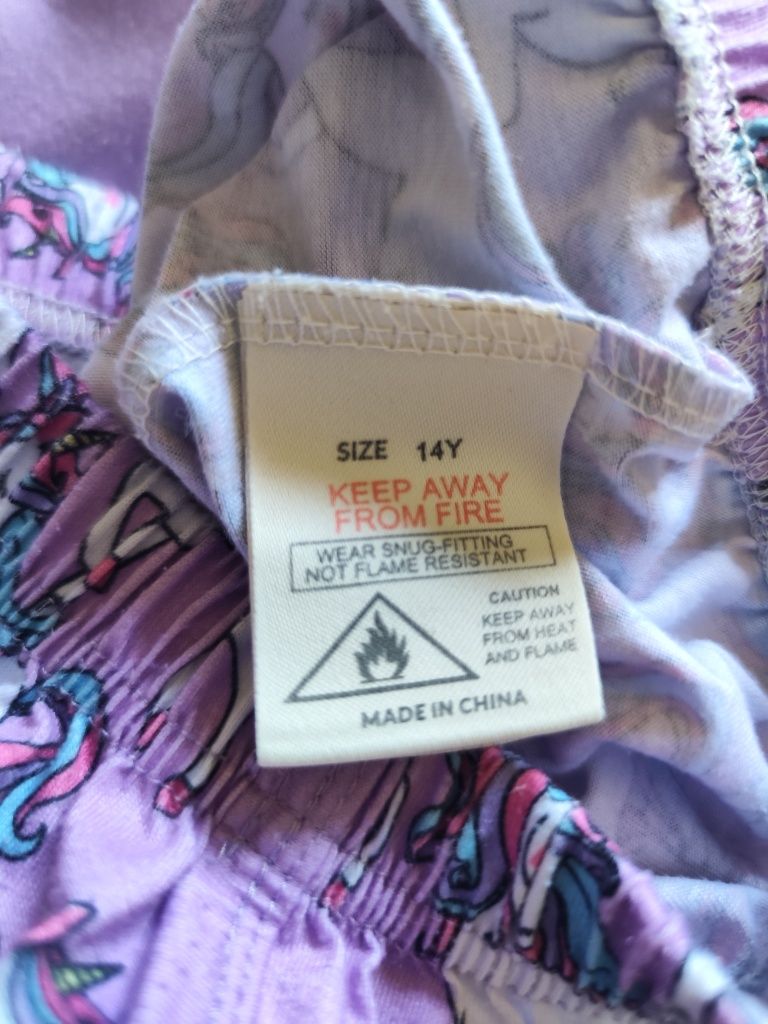 SIZE 14Y
KEEP AWAY
FROM FIRE
WEAR SNUG-FITTING
NOT FLAME RESISTANT
CAUTION
KEEP AWAY
FROM HEAT
AND FLAME
MADE IN CHINA